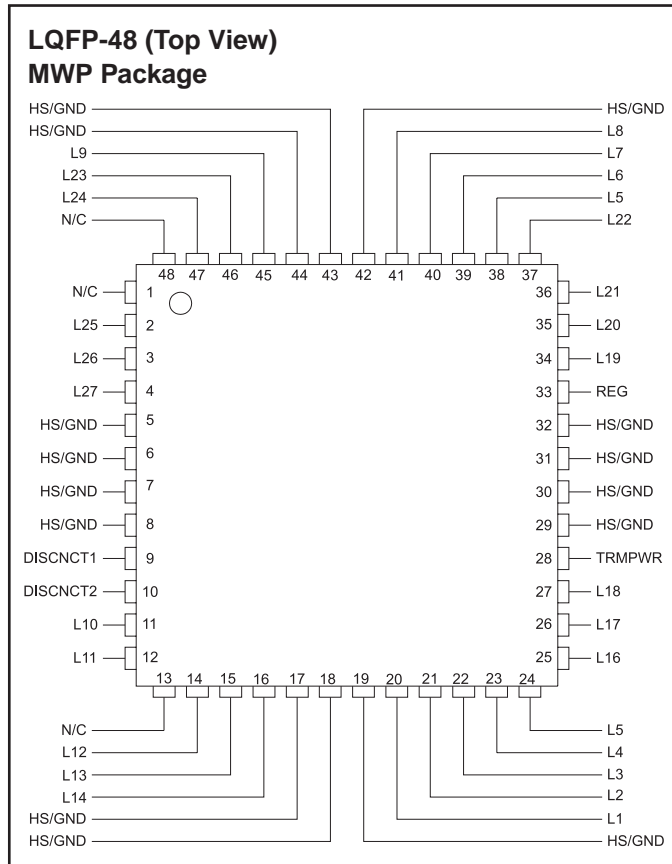 LQFP-48 (Top View)
MWP Package
HS/GND
HS/GND
L9
L23
L24
N/C
HS/GND
L8
L7
L6
L5
L22
48 47 46 45 44 43 42 41 40 39 38 37
N/C 1
L25 2
L26 3
L27 4
HS/GND 5
HS/GND 6
HS/GND 7
HS/GND 8
DISCNCT1 9
DISCNCT2 10
L10 11
L11 12
36 L21
35 L20
34 L19
33 REG
32 HS/GND
31 HS/GND
30 HS/GND
29 HS/GND
28 TRMPWR
27 L18
26 L17
25 L16
13 14 15 16 17 18 19 20 21 22 23 24
N/C
L12
L13
L14
HS/GND
HS/GND
L5
L4
L3
L2
L1
HS/GND